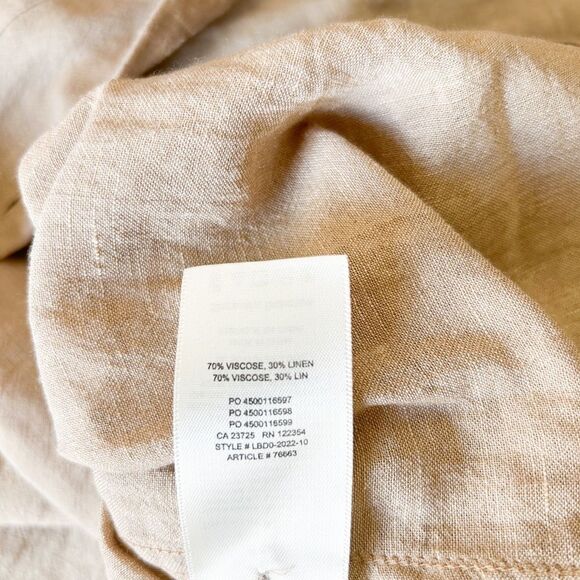 70% VISCOSE, 30% LINEN
70% VISCOSE, 30% LIN
PO 4500116597
PO 4500116598
PO 4500116599
CA 23725 RN 122354
STYLE # LBD0-2022-10
ARTICLE # 76663